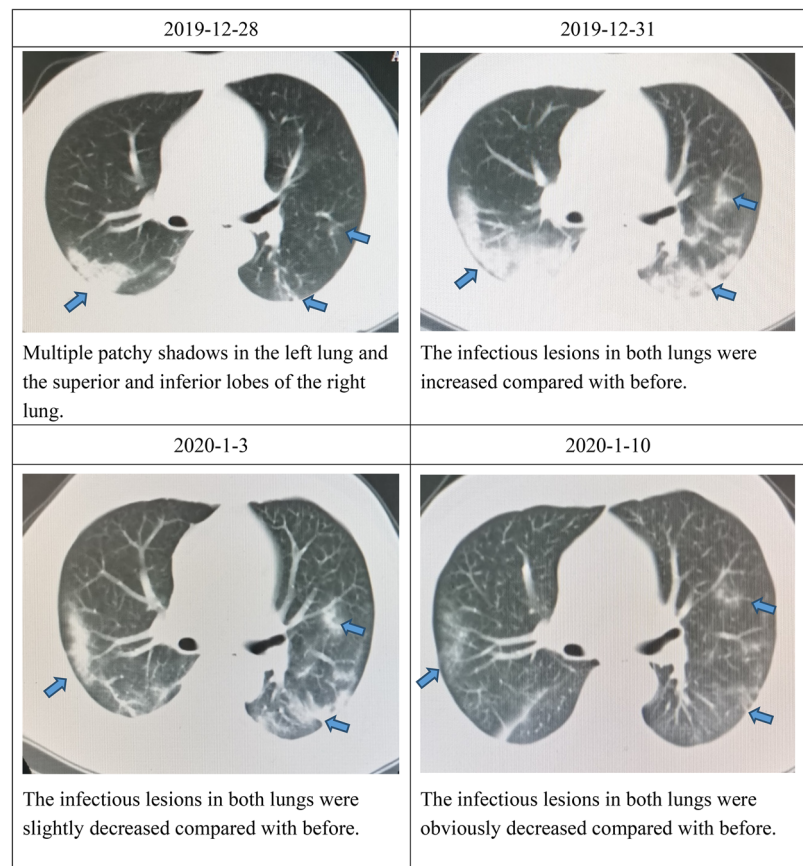 2019-12-28
2019-12-31
Multiple patchy shadows in the left lung and
the superior and inferior lobes of the right
lung.
The infectious lesions in both lungs were
increased compared with before.
2020-1-3
2020-1-10
The infectious lesions in both lungs were
slightly decreased compared with before.
The infectious lesions in both lungs were
obviously decreased compared with before.